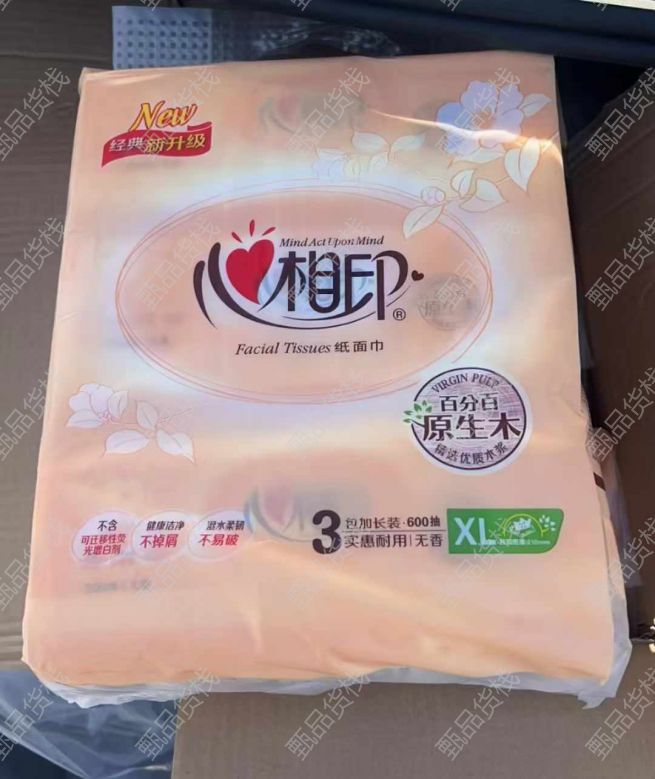 New
经典 新升级
Mind Act Upon Mind
心相印®
Facial Tissues 纸面巾
VIRGIN PULP
百分百
原生木
精选优质木浆
不含
可迁移性荧
光增白剂
健康洁净
不掉屑
湿水柔韧
不易破
3包加长装·600抽
实惠耐用|无香
XL
甄品货栈